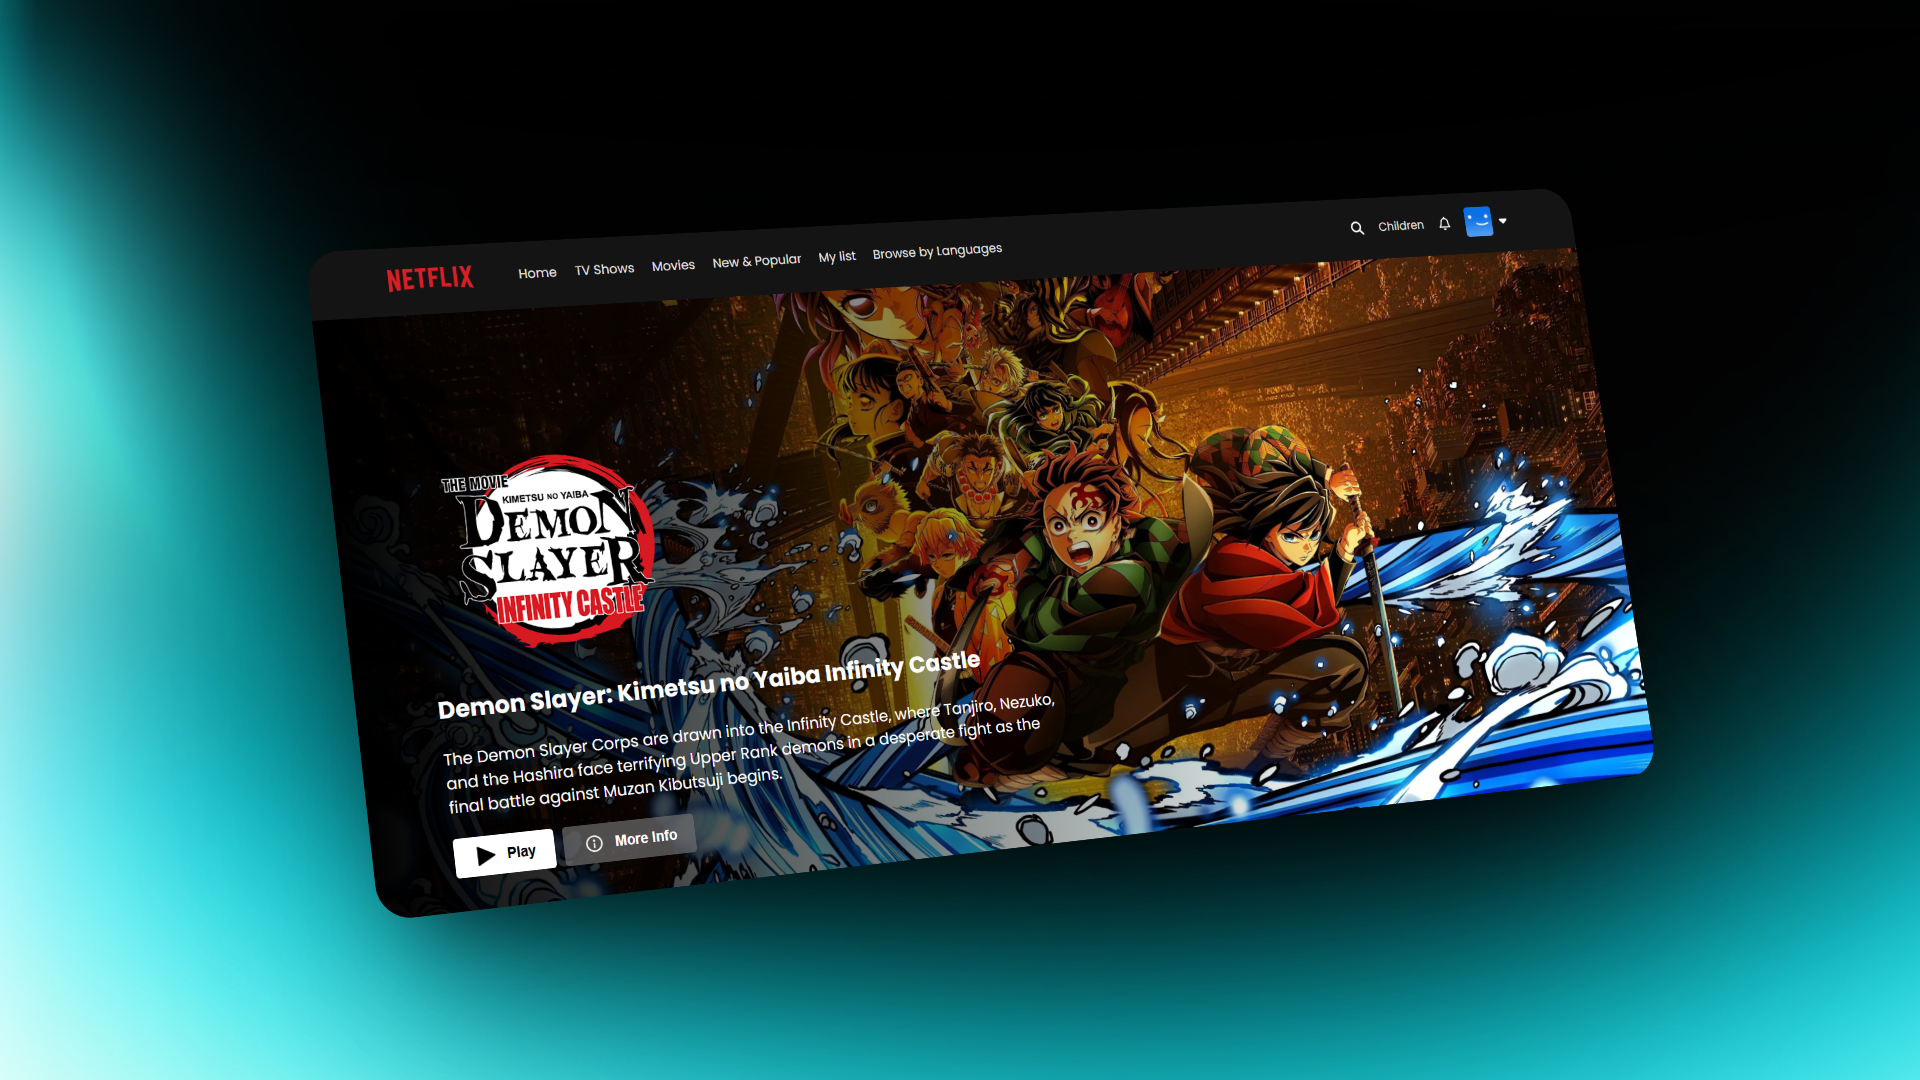 NETFLIX
Home TV Shows Movies New & Popular My list Browse by Languages
Children
THE MOVIE
KIMETSU NO YAIBA
DEMON
SLAYER
INFINITY CASTLE
Demon Slayer: Kimetsu no Yaiba Infinity Castle
The Demon Slayer Corps are drawn into the Infinity Castle, where Tanjiro, Nezuko,
and the Hashira face terrifying Upper Rank demons in a desperate fight as the
final battle against Muzan Kibutsuji begins.
Play
More Info